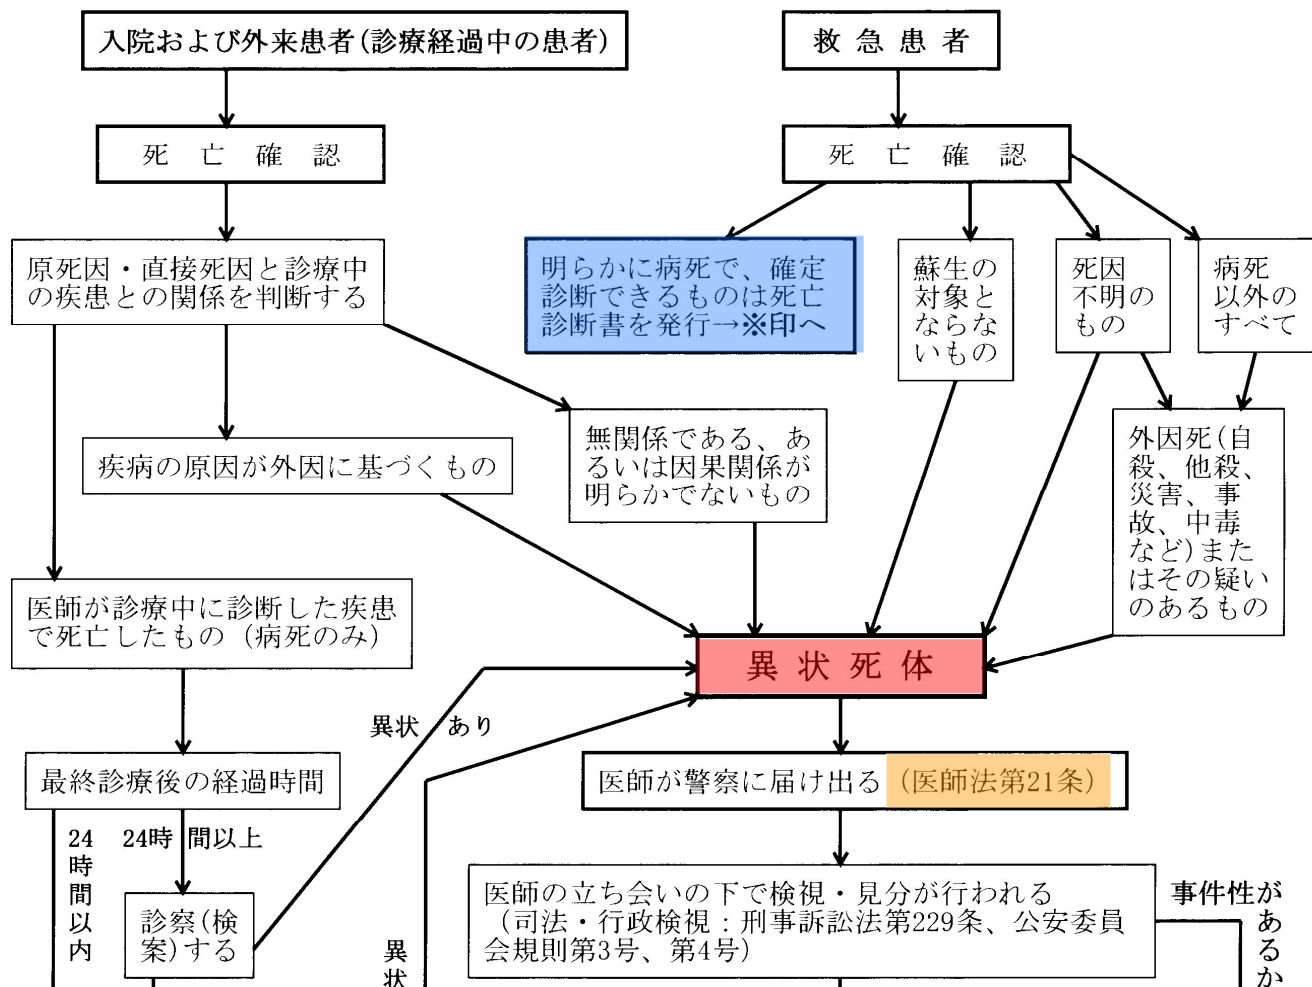 入院および外来患者(診療経過中の患者)
救急患者
死亡確認
死亡確認
原死因・直接死因と診療中
の疾患との関係を判断する
明らかに病死で、確定
診断できるものは死亡
診断書を発行→※印へ
蘇生の
対象と
ならな
いもの
死因
不明の
もの
病死
以外の
すべて
疾病の原因が外因に基づくもの
無関係である、あ
るいは因果関係が
明らかでないもの
外因死(自
殺、他殺、
災害、事
故、中毒
など)また
はその疑い
のあるもの
医師が診療中に診断した疾患
で死亡したもの(病死のみ)
異状死体
異状 あり
最終診療後の経過時間
医師が警察に届け出る(医師法第21条)
24時間以内
24時間以上
診察(検
案)する
異状
医師の立ち会いの下で検視・見分が行われる
(司法・行政検視:刑事訴訟法第229条、公安委員
会規則第3号、第4号)
事件性が
あるか